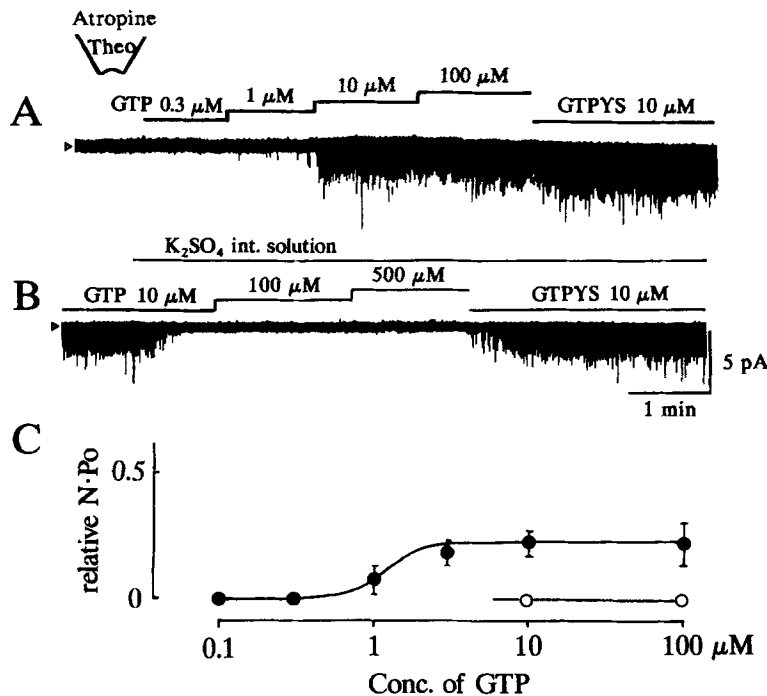 Atropine
Theo
A
GTP 0.3 μM
1 μM
10 μM
100 μM
GTPYS 10 μM
K₂SO₄ int. solution
B
GTP 10 μM
100 μM
500 μM
GTPYS 10 μM
5 pA
1 min
C
relative N·Po
0.5
0
0.1
1
10
100 μM
Conc. of GTP